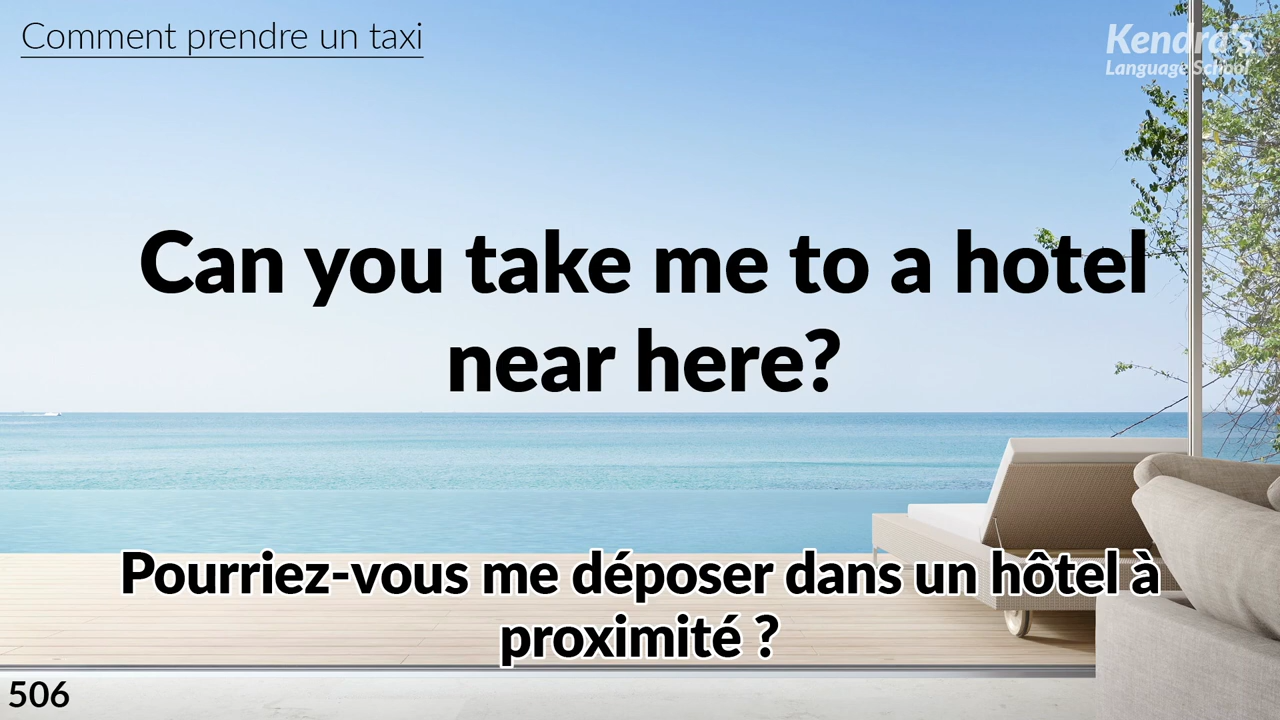 Comment prendre un taxi
Kendra's
Language School
Can you take me to a hotel
near here?
Pourriez-vous me déposer dans un hôtel à
proximité ?
506